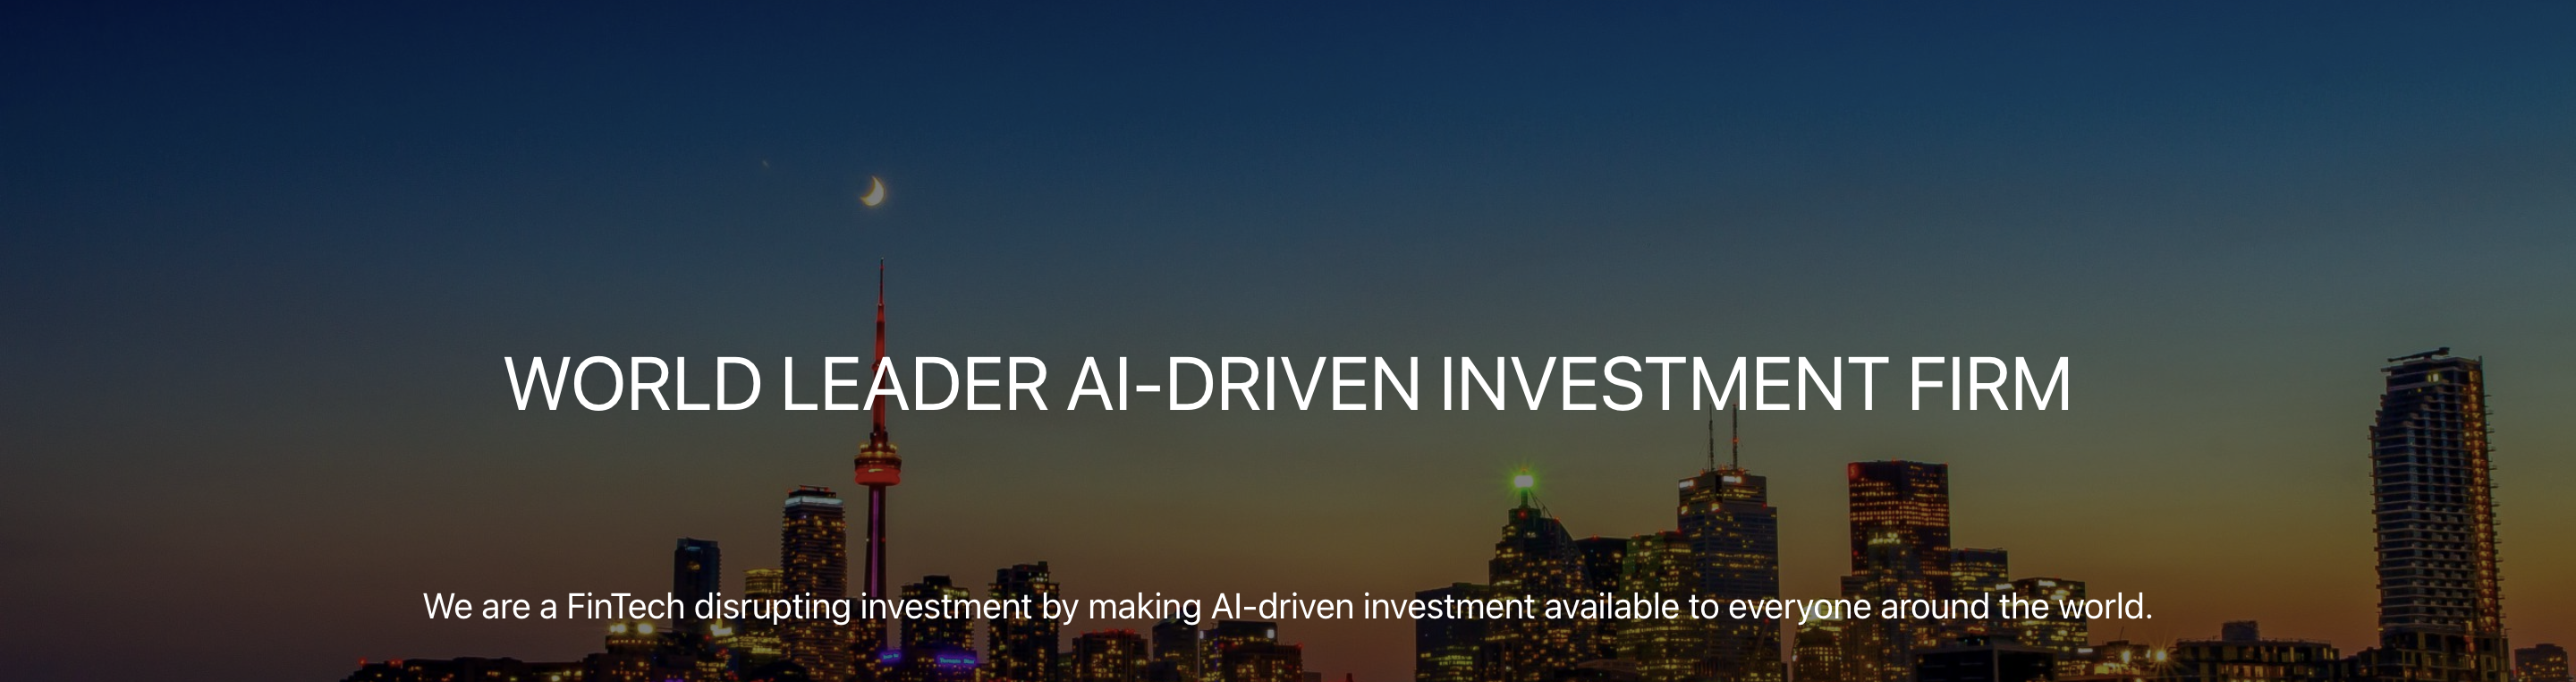 WORLD LEADER AI-DRIVEN INVESTMENT FIRM
We are a FinTech disrupting investment by making AI-driven investment available to everyone around the world.